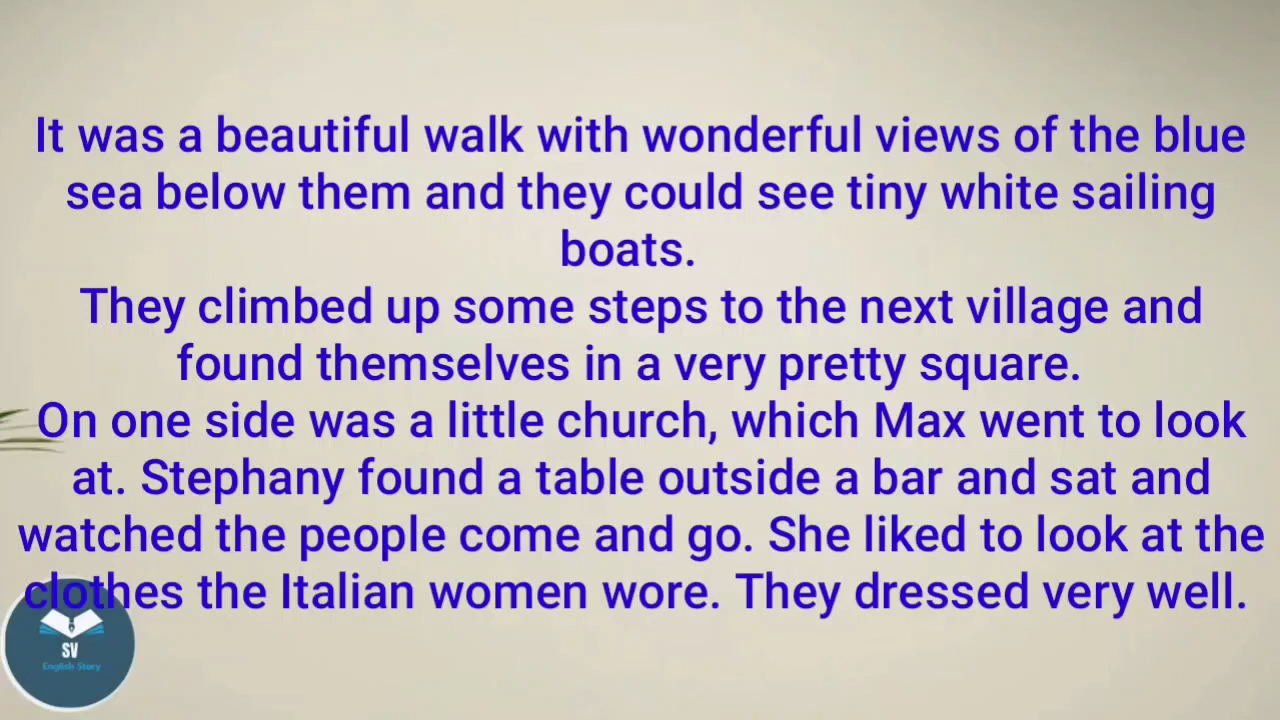 It was a beautiful walk with wonderful views of the blue
sea below them and they could see tiny white sailing
boats.
They climbed up some steps to the next village and
found themselves in a very pretty square.
On one side was a little church, which Max went to look
at. Stephany found a table outside a bar and sat and
watched the people come and go. She liked to look at the
clothes the Italian women wore. They dressed very well.
SV
English Story